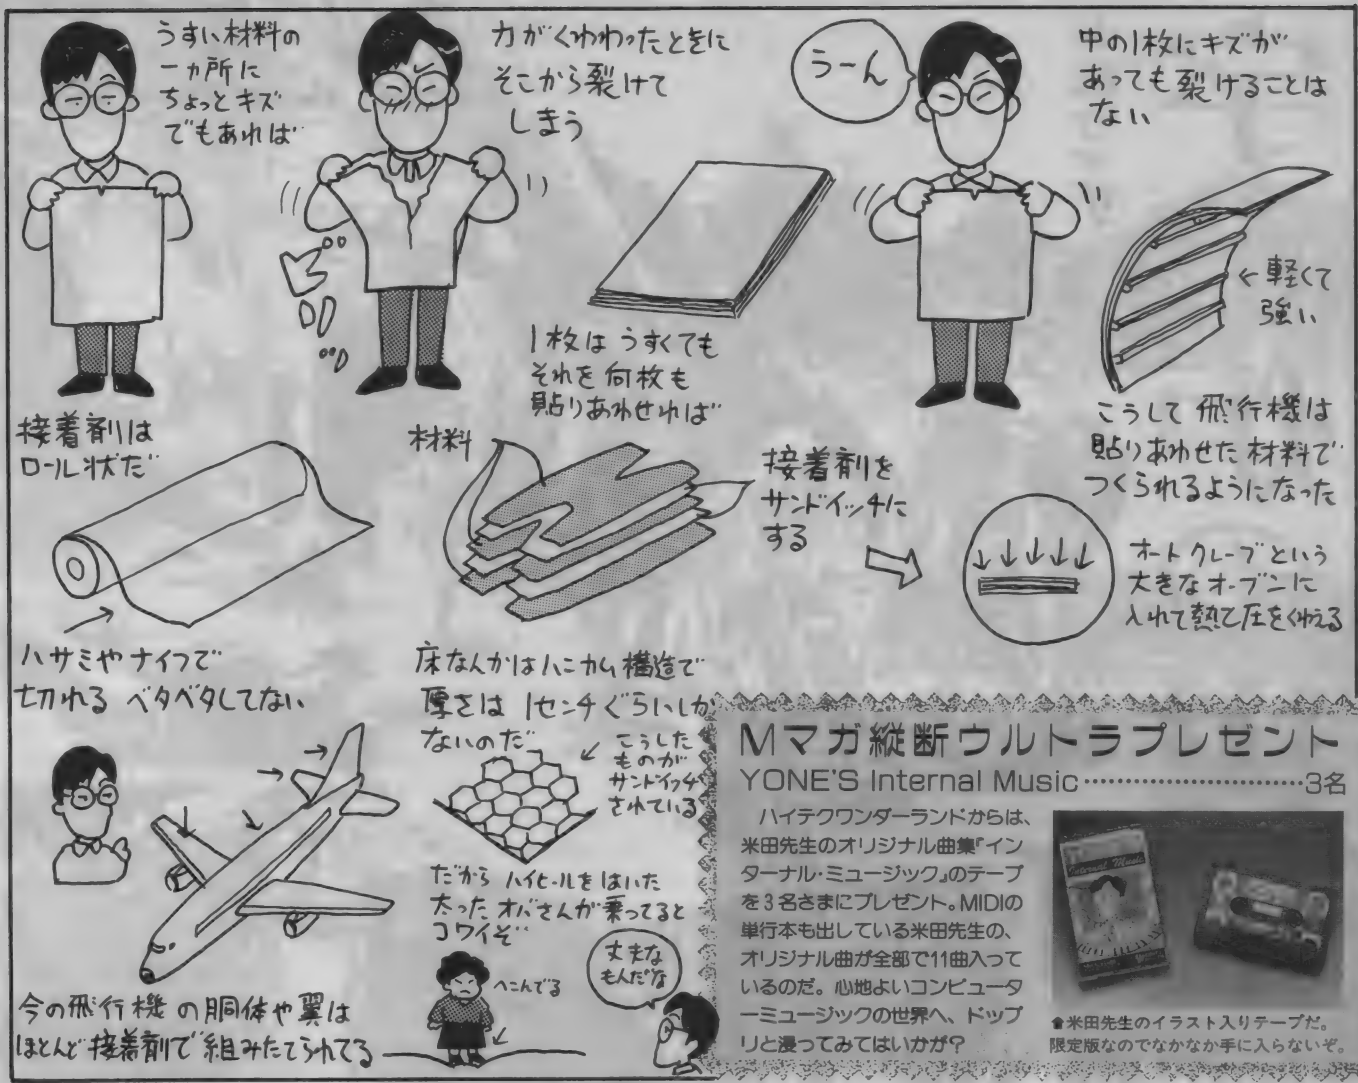 うすい材料の
一ヵ所に
ちょっとキズ
でもあれば
力がくわわったときに
そこから裂けて
しまう
ビリリッ
1枚は うすくても
それを何枚も
貼りあわせれば
うーん
中の1枚にキズが
あっても裂けることは
ない
←軽くて
強い
こうして飛行機は
貼りあわせた材料で
つくられるようになった
接着剤は
ロール状だ
ハサミやナイフで
切れる ベタベタしてない
材料
接着剤を
サンドイッチに
する
オートクレーブという
大きなオーブンに
入れて熱と圧をくわえる
今の飛行機の胴体や翼は
ほとんど接着剤で組みたてられてる
床なんかはハニカム構造で
厚さは1センチぐらいしか
ないのだ
こうした
ものが
サンドイッチ
されている
だからハイヒールをはいた
太ったオバさんが乗ってると
コワイぞ
へこんでる
丈夫な
もんだな
Mマガ縦断ウルトラプレゼント
YONE'S Internal Music……………………………3名
ハイテクワンダーランドからは、
米田先生のオリジナル曲集『イン
ターナル・ミュージック』のテープ
を3名さまにプレゼント。MIDIの
単行本も出している米田先生の、
オリジナル曲が全部で11曲入って
いるのだ。心地よいコンピュータ
ーミュージックの世界へ、ドップ
リと浸ってみてはいかが？
Internal Music
⬆米田先生のイラスト入りテープだ。
限定版なのでなかなか手に入らないぞ。